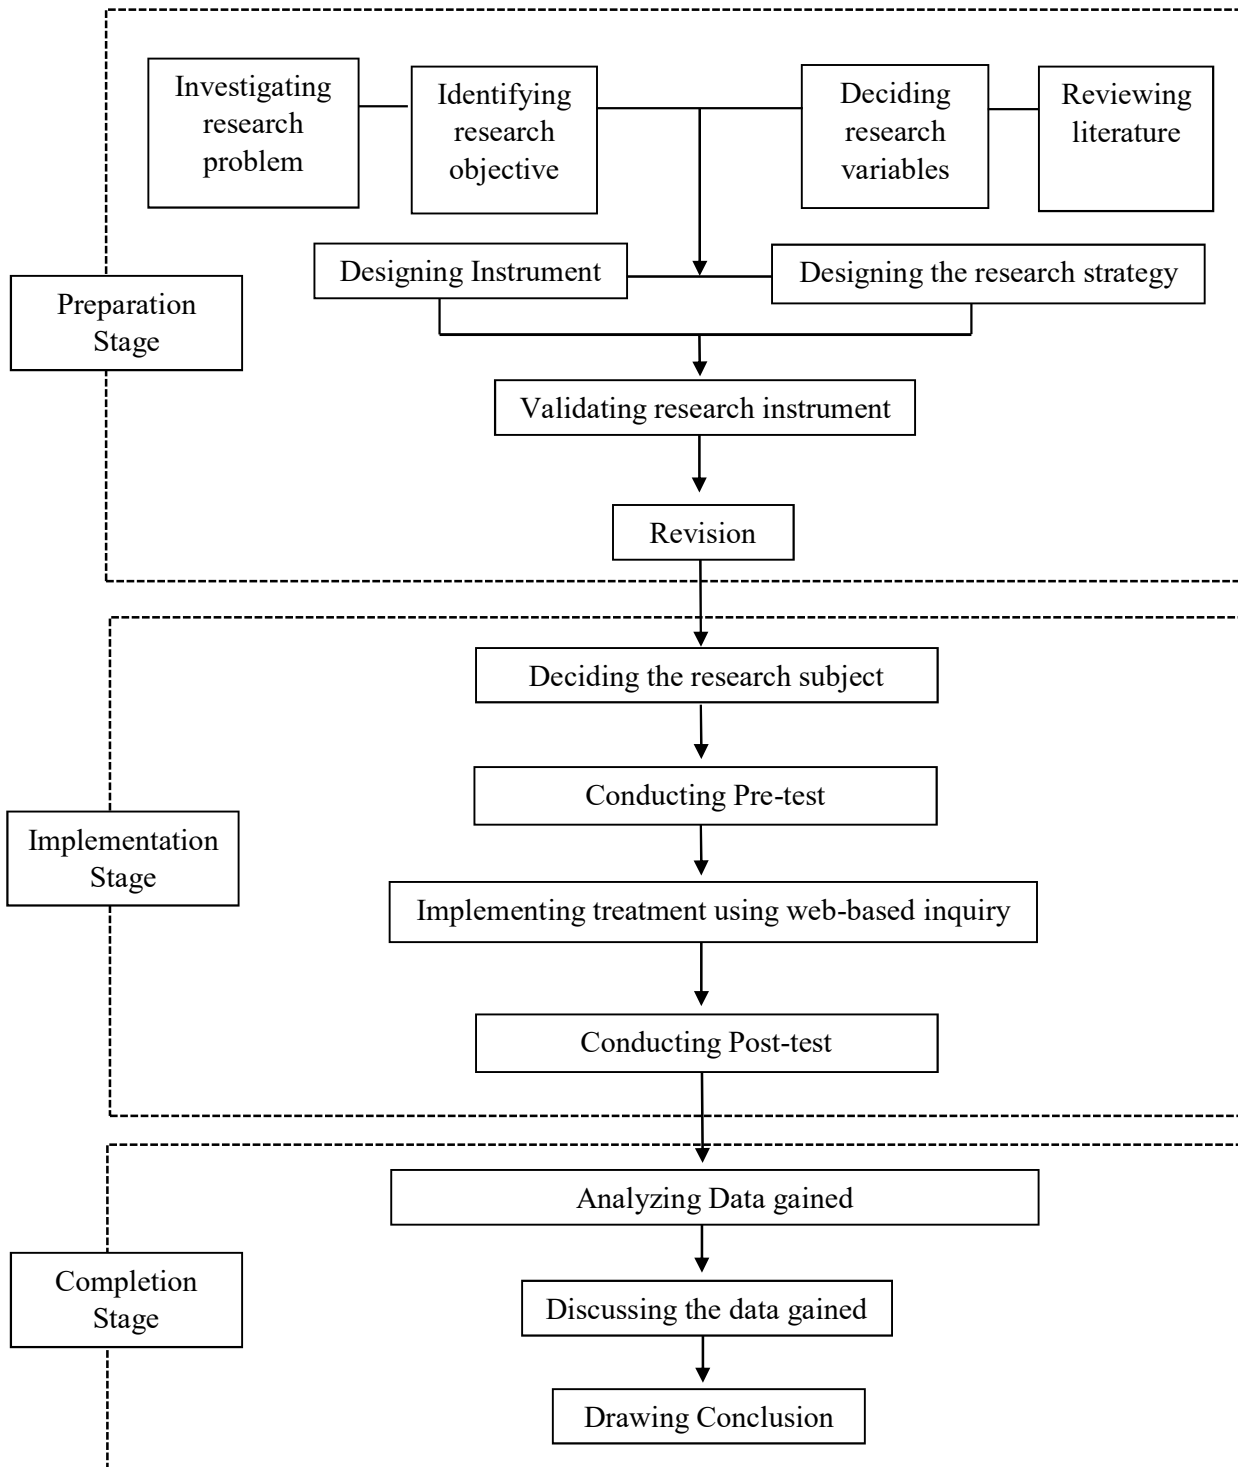 Investigating
research
problem
Identifying
research
objective
Deciding
research
variables
Reviewing
literature
Designing Instrument
Designing the research strategy
Preparation
Stage
Validating research instrument
Revision
Deciding the research subject
Conducting Pre-test
Implementation
Stage
Implementing treatment using web-based inquiry
Conducting Post-test
Analyzing Data gained
Completion
Stage
Discussing the data gained
Drawing Conclusion